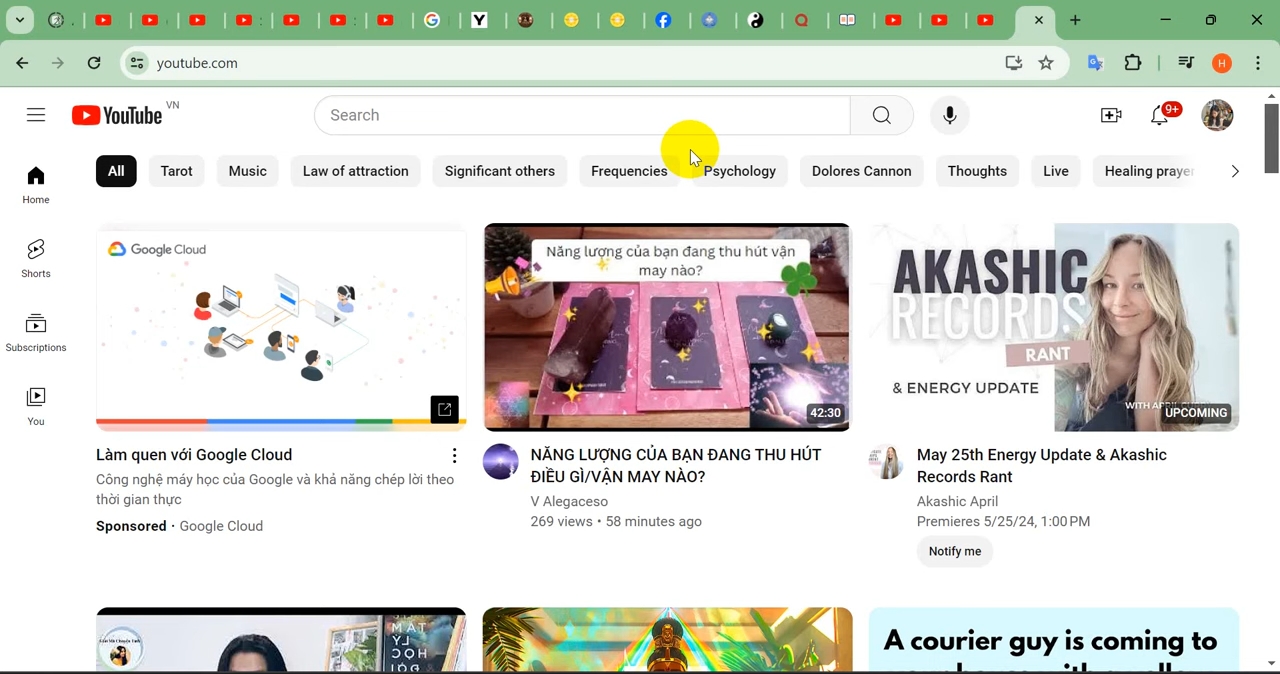 youtube.com
H
YouTube VN
Search
9+
All
Tarot
Music
Law of attraction
Significant others
Frequencies
Psychology
Dolores Cannon
Thoughts
Live
Healing prayer
Home
Shorts
Subscriptions
You
Google Cloud
Làm quen với Google Cloud
Công nghệ máy học của Google và khả năng chép lời theo
thời gian thực
Sponsored · Google Cloud
Năng lượng của bạn đang thu hút vận
may nào?
42:30
NĂNG LƯỢNG CỦA BẠN ĐANG THU HÚT
ĐIỀU GÌ/VẬN MAY NÀO?
V Alegaceso
269 views • 58 minutes ago
AKASHIC
RECORDS
RANT
& ENERGY UPDATE
UPCOMING
May 25th Energy Update & Akashic
Records Rant
Akashic April
Premieres 5/25/24, 1:00 PM
Notify me
A courier guy is coming to